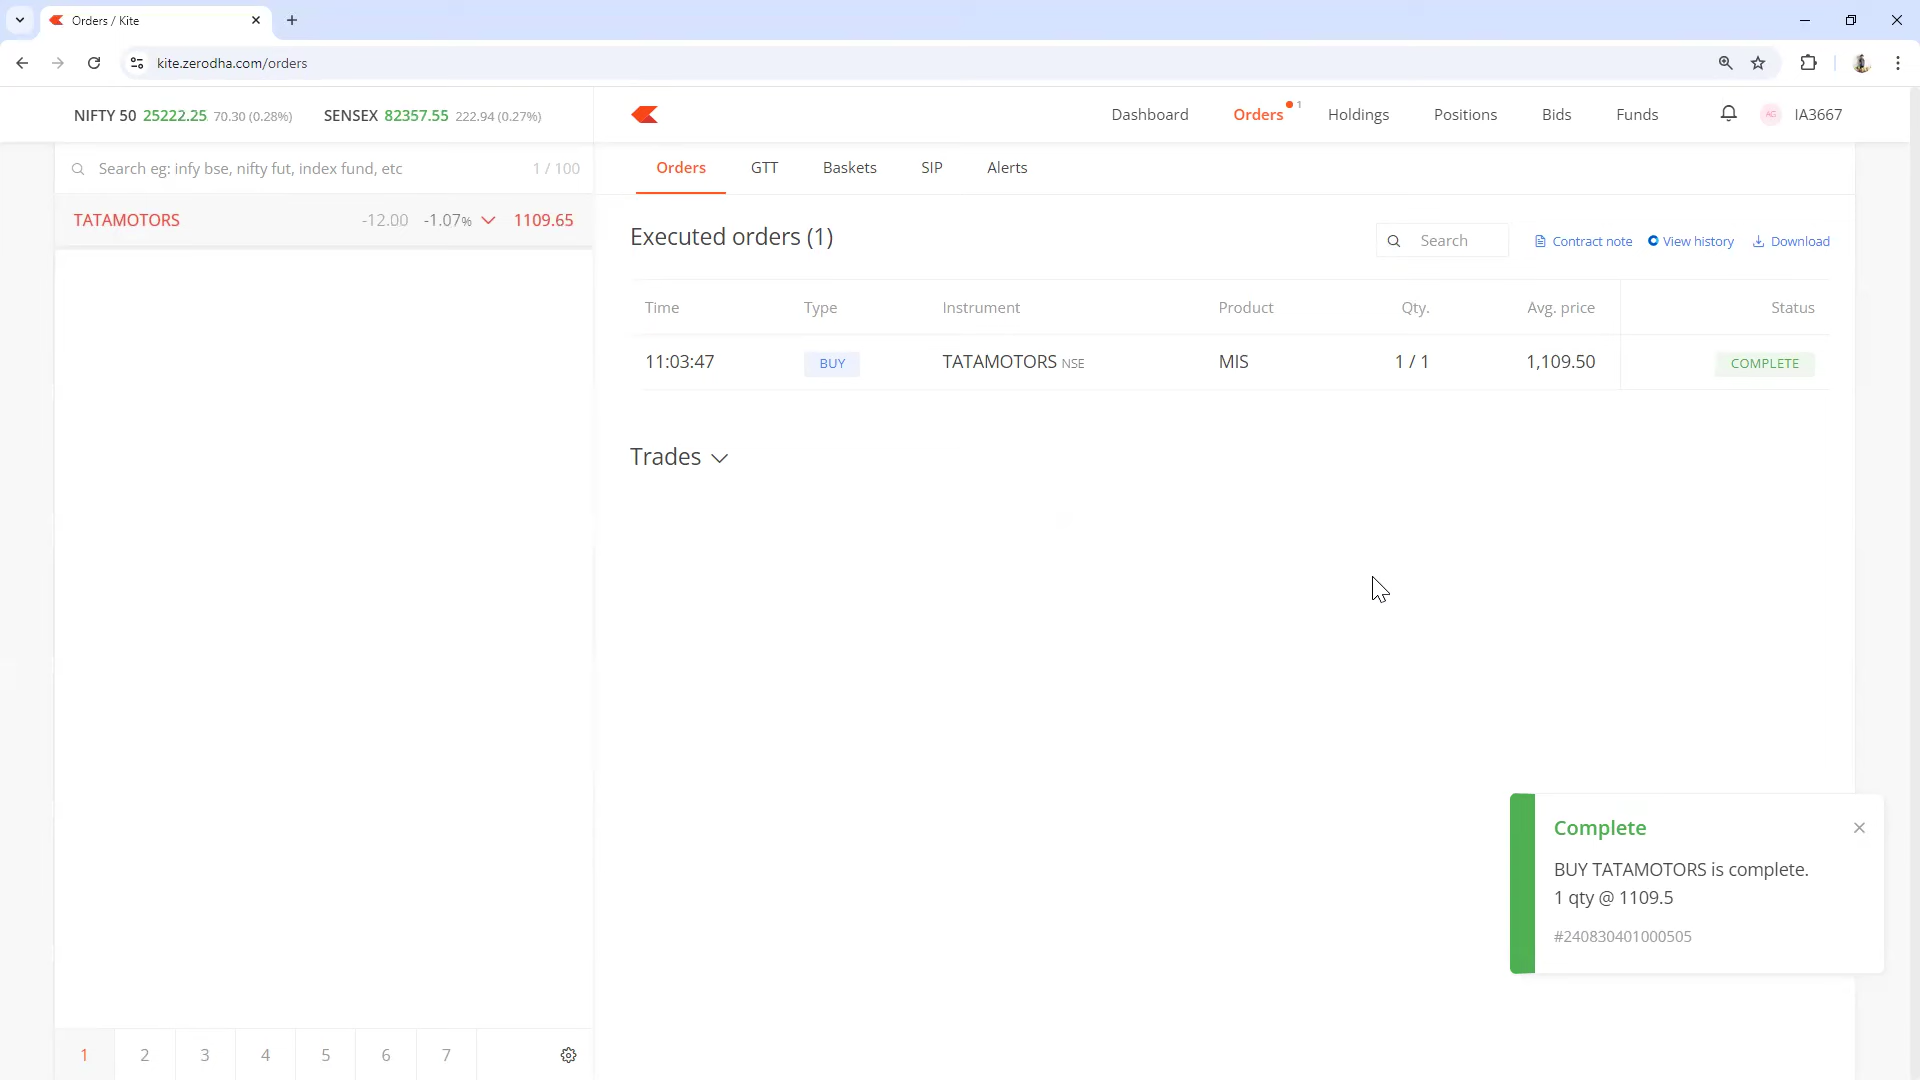 Orders / Kite
kite.zerodha.com/orders
NIFTY 50 25222.25 70.30 (0.28%) SENSEX 82357.55 222.94 (0.27%)
Dashboard Orders 1 Holdings Positions Bids Funds AG IA3667
Search eg: infy bse, nifty fut, index fund, etc 1 / 100
Orders GTT Baskets SIP Alerts
TATAMOTORS -12.00 -1.07% 1109.65
Executed orders (1)
Search Contract note View history Download
Time Type Instrument Product Qty. Avg. price Status
11:03:47 BUY TATAMOTORS NSE MIS 1 / 1 1,109.50 COMPLETE
Trades
Complete
BUY TATAMOTORS is complete.
1 qty @ 1109.5
#240830401000505
1 2 3 4 5 6 7